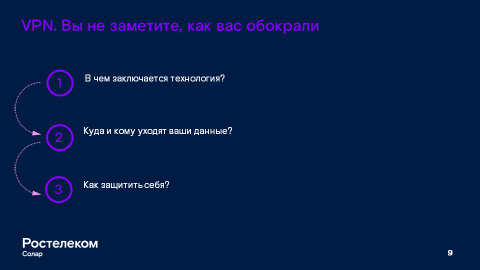 VPN. Вы не заметите, как вас обокрали
1 В чем заключается технология?
2 Куда и кому уходят ваши данные?
3 Как защитить себя?
Ростелеком
Солар
9